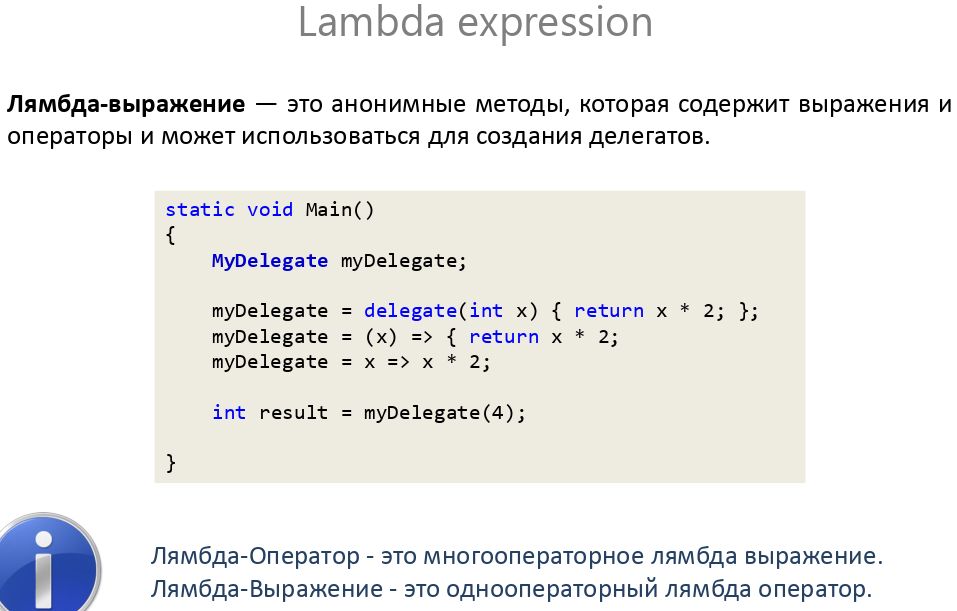 Lambda expression
Лямбда-выражение — это анонимные методы, которая содержит выражения и
операторы и может использоваться для создания делегатов.
static void Main()
{
MyDelegate myDelegate;
myDelegate = delegate(int x) { return x * 2; };
myDelegate = (x) => { return x * 2;
myDelegate = x => x * 2;
int result = myDelegate(4);
}
Лямбда-Оператор - это многооператорное лямбда выражение.
Лямбда-Выражение - это однооператорный лямбда оператор.